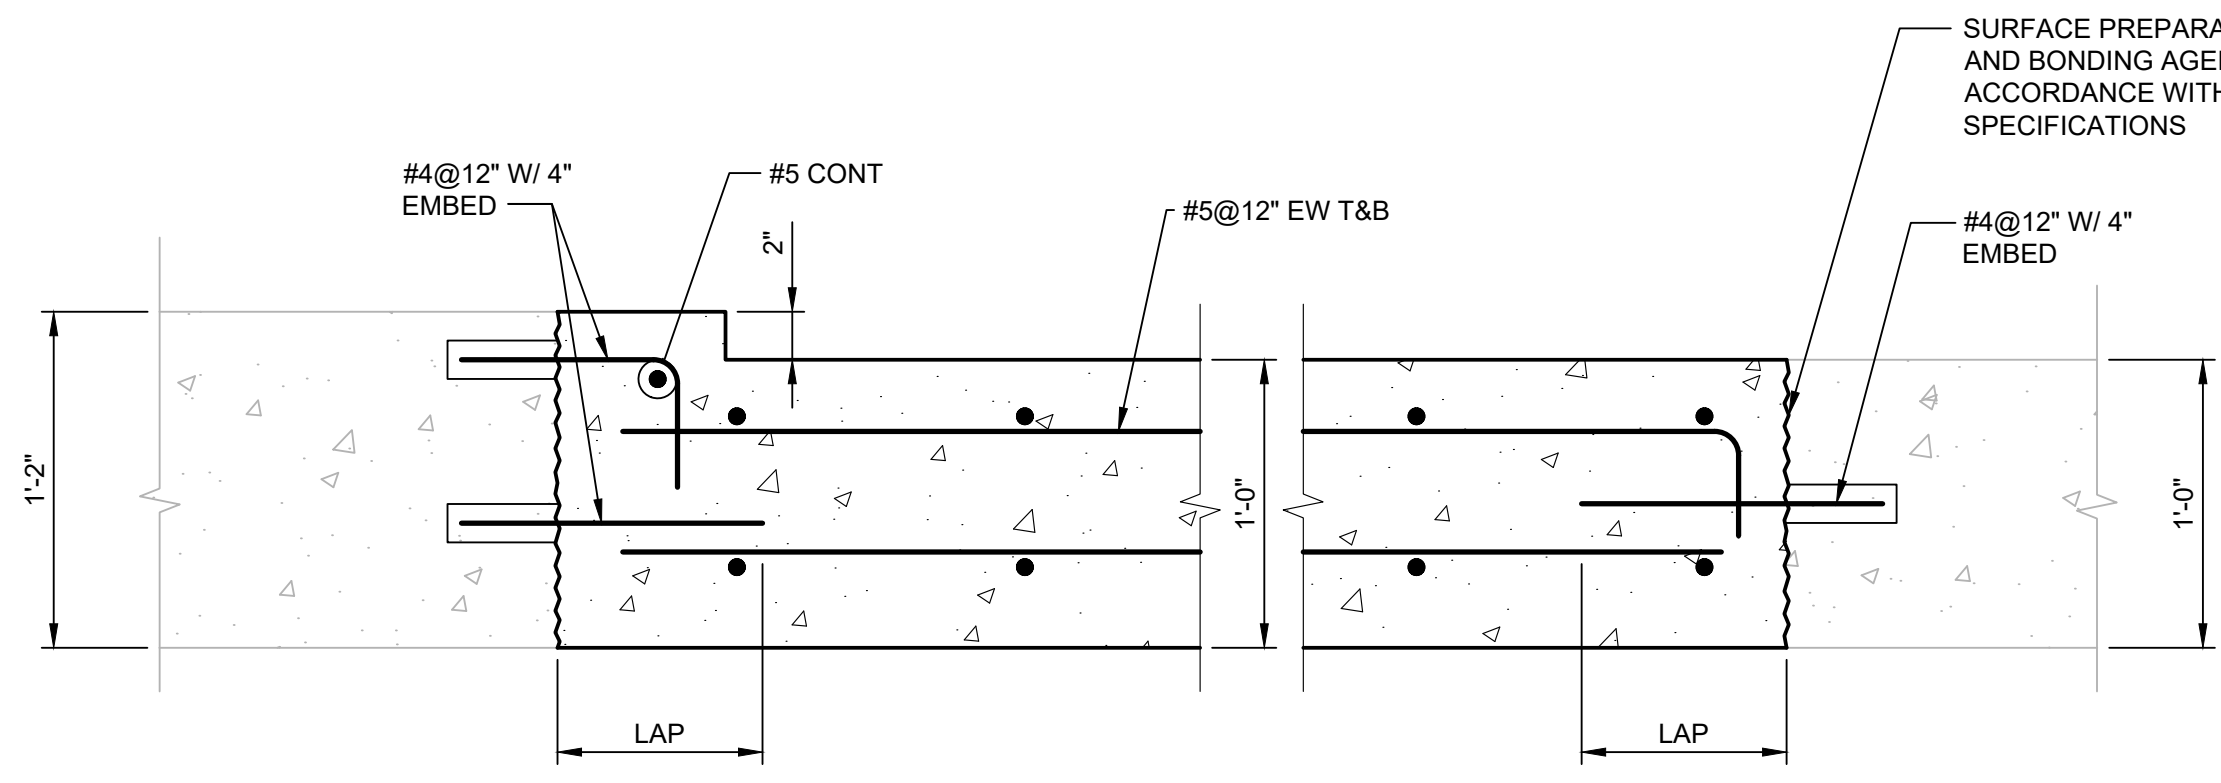 SURFACE PREPARA
AND BONDING AGE
ACCORDANCE WITH
SPECIFICATIONS
#4@12" W/ 4"
EMBED
#5 CONT
#5@12" EW T&B
#4@12" W/ 4"
EMBED
2"
1'-2"
1'-0"
1'-0"
LAP
LAP